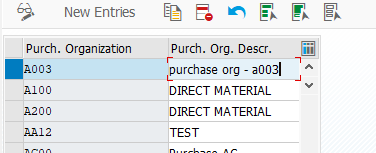 New Entries
Purch. Organization Purch. Org. Descr.
A003 purchase org - a003
A100 DIRECT MATERIAL
A200 DIRECT MATERIAL
AA12 TEST